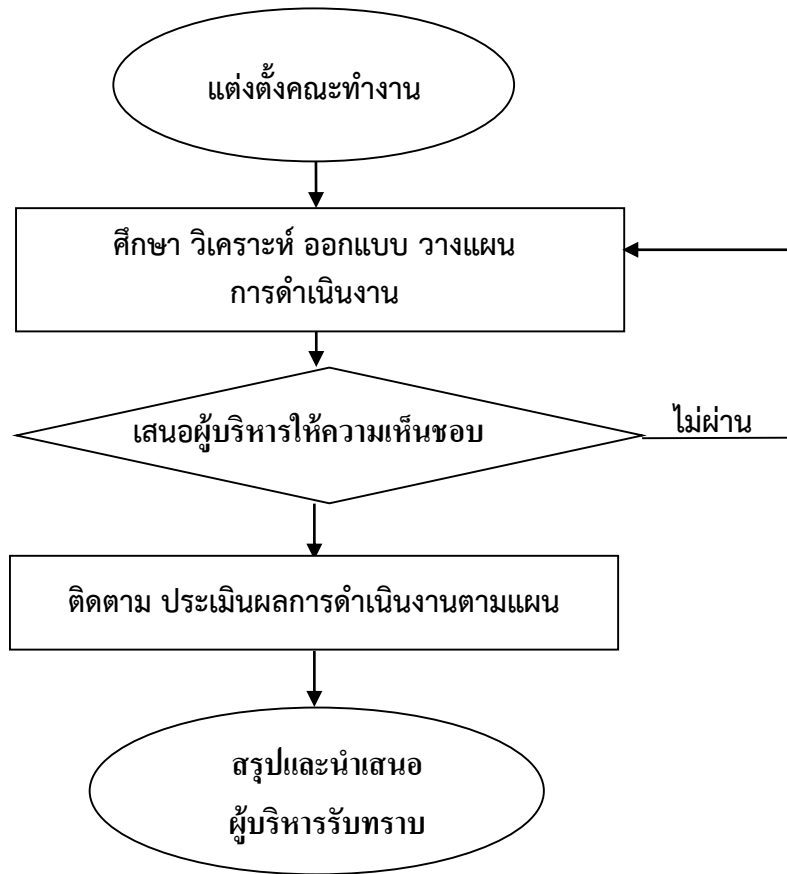 แต่งตั้งคณะทำงาน
ศึกษา วิเคราะห์ ออกแบบ วางแผน
การดำเนินงาน
เสนอผู้บริหารให้ความเห็นชอบ
ไม่ผ่าน
ติดตาม ประเมินผลการดำเนินงานตามแผน
สรุปและนำเสนอ
ผู้บริหารรับทราบ